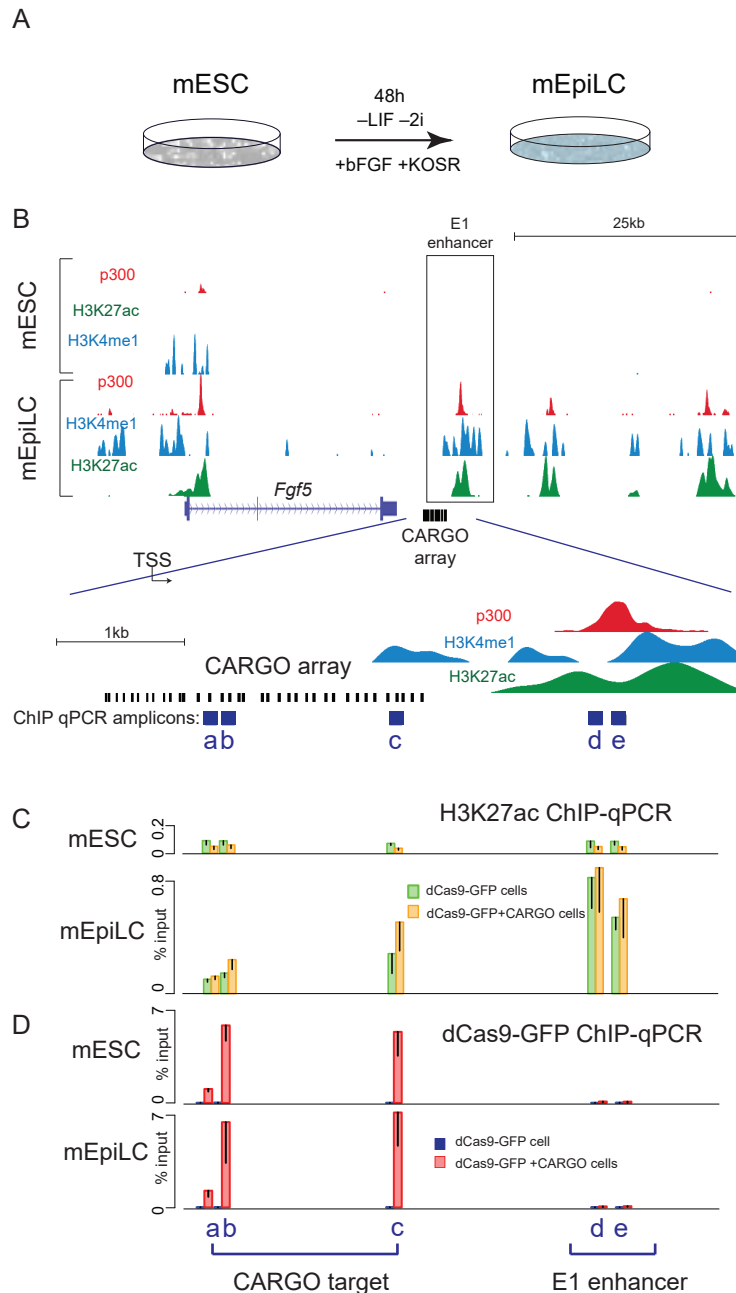 A
mESC
48h
–LIF –2i
+bFGF +KOSR
mEpiLC
B
E1
enhancer
25kb
mESC
p300
H3K27ac
H3K4me1
mEpiLC
p300
H3K4me1
H3K27ac
Fgf5
CARGO
array
TSS
1kb
CARGO array
p300
H3K4me1
H3K27ac
ChIP qPCR amplicons:
a b c d e
C
H3K27ac ChIP-qPCR
mESC
0.2
0
mEpiLC
% input
0.8
0
dCas9-GFP cells
dCas9-GFP+CARGO cells
D
dCas9-GFP ChIP-qPCR
mESC
% input
7
0
mEpiLC
% input
7
0
dCas9-GFP cell
dCas9-GFP +CARGO cells
a b c d e
CARGO target
E1 enhancer